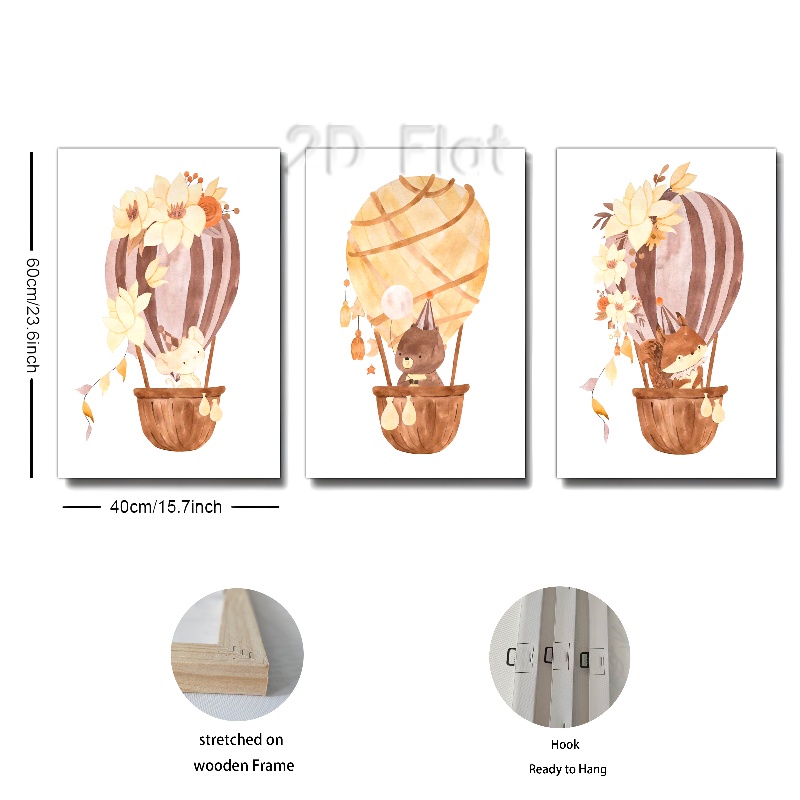 2D Flat
60cm/23.6inch
40cm/15.7inch
stretched on
wooden Frame
Hook
Ready to Hang